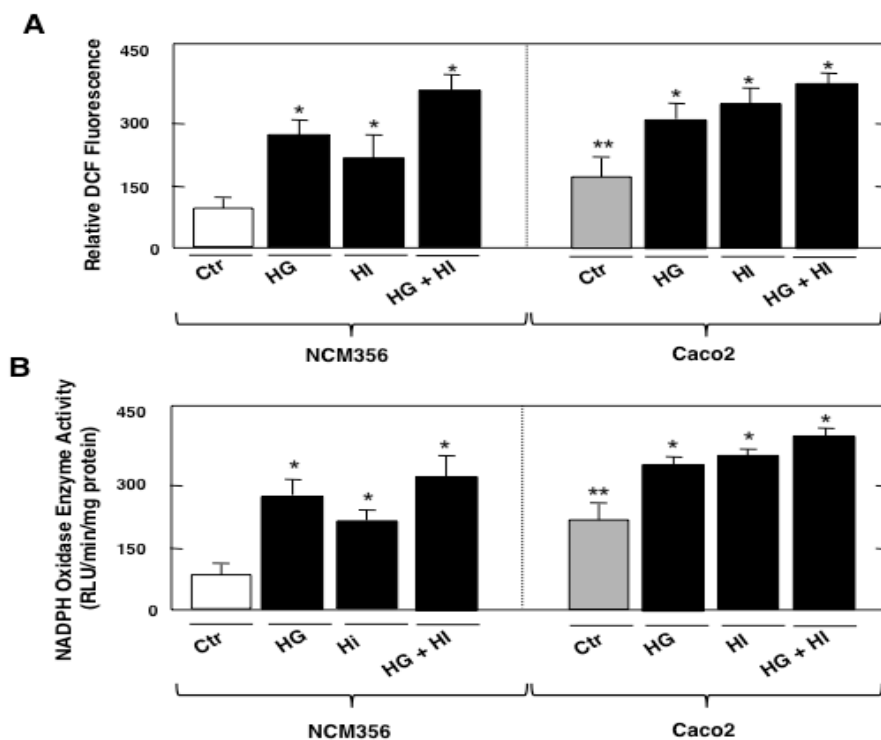 A
Relative DCF Fluorescence
450
300
150
0
*
*
*
**
*
*
*
Ctr
HG
HI
HG + HI
Ctr
HG
HI
HG + HI
NCM356
Caco2
B
NADPH Oxidase Enzyme Activity
(RLU/min/mg protein)
450
300
150
0
*
*
*
**
*
*
*
Ctr
HG
Hi
HG + HI
Ctr
HG
HI
HG + HI
NCM356
Caco2